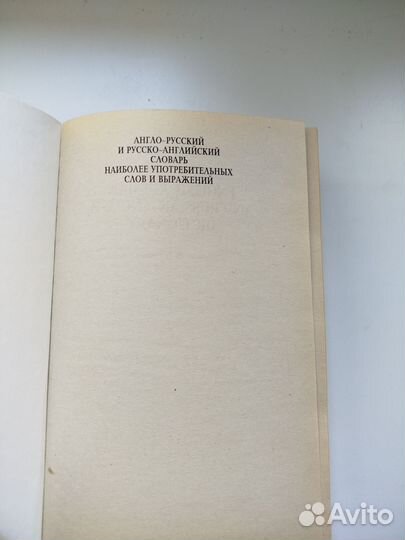 АНГЛО-РУССКИЙ
И РУССКО-АНГЛИЙСКИЙ
СЛОВАРЬ
НАИБОЛЕЕ УПОТРЕБИТЕЛЬНЫХ
СЛОВ И ВЫРАЖЕНИЙ
Avito